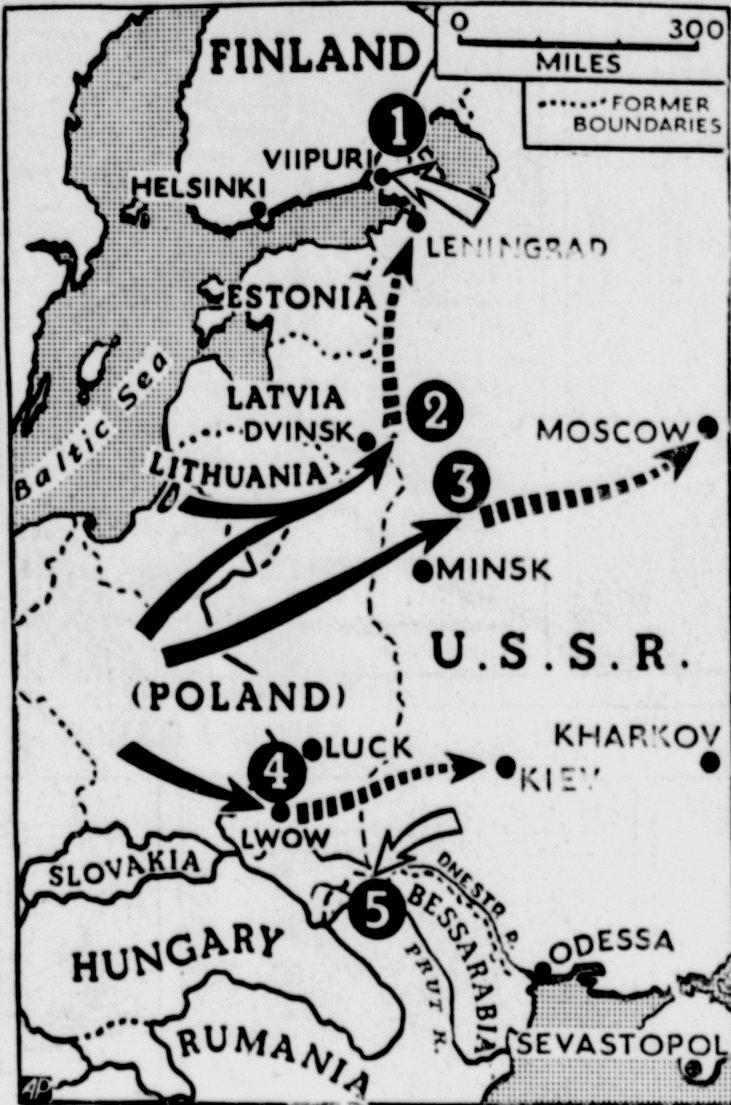 FINLAND
0 300
MILES
FORMER
BOUNDARIES
1
VIIPURI
HELSINKI
LENINGRAD
ESTONIA
Baltic Sea
LATVIA
2
DVINSK
MOSCOW
LITHUANIA
3
MINSK
U.S.S.R.
(POLAND)
KHARKOV
4
LUCK
KIEV
LWOW
SLOVAKIA
DNESTR R.
5
BESSARABIA
HUNGARY
PRUT R.
ODESSA
RUMANIA
SEVASTOPOL
AP